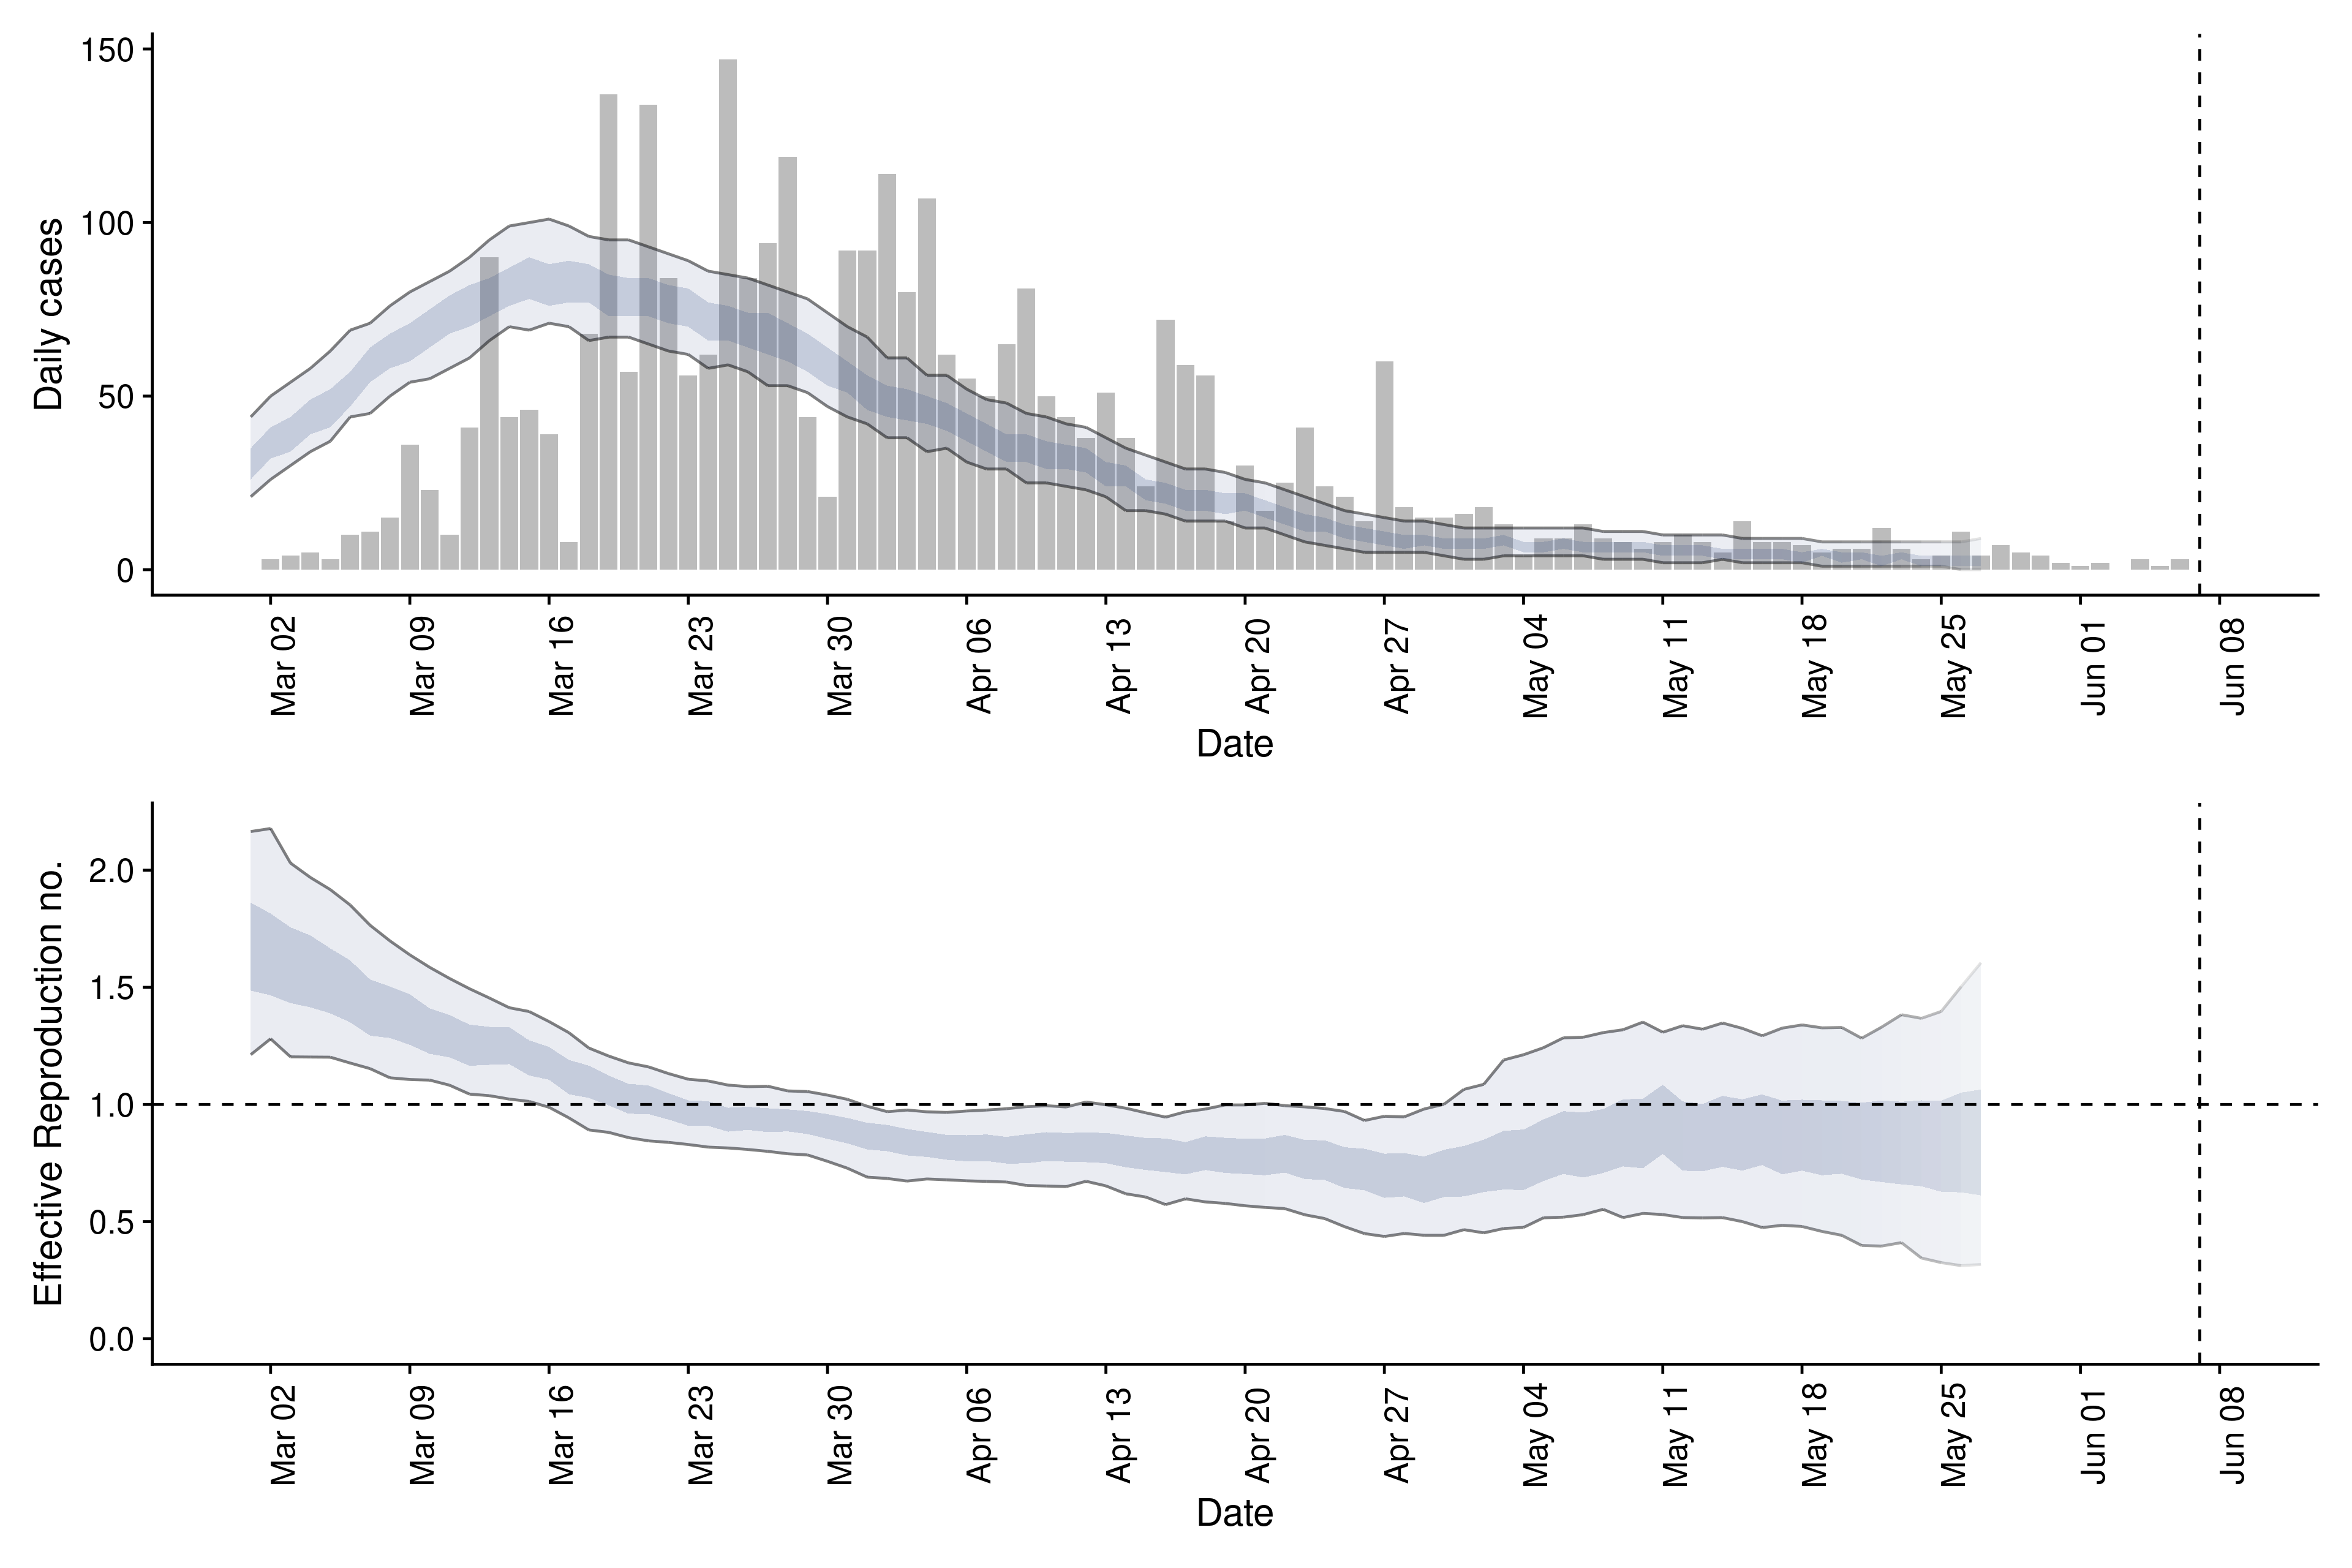 Daily cases
150
100
50
0
Mar 02
Mar 09
Mar 16
Mar 23
Mar 30
Apr 06
Apr 13
Apr 20
Apr 27
May 04
May 11
May 18
May 25
Jun 01
Jun 08
Date
Effective Reproduction no.
2.0
1.5
1.0
0.5
0.0
Mar 02
Mar 09
Mar 16
Mar 23
Mar 30
Apr 06
Apr 13
Apr 20
Apr 27
May 04
May 11
May 18
May 25
Jun 01
Jun 08
Date